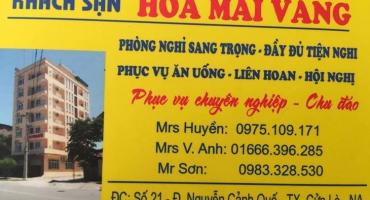 KHÁCH SẠN HOA MAI VÀNG
PHÒNG NGHỈ SANG TRỌNG - ĐẦY ĐỦ TIỆN NGHI
PHỤC VỤ ĂN UỐNG - LIÊN HOAN - HỘI NGHỊ
Phục vụ chuyên nghiệp - Chu đáo
Mrs Huyền: 0975.109.171
Mrs V. Anh: 01666.396.285
Mr Sơn: 0983.328.530
ĐC: Số 21 - Đ. Nguyễn Cảnh Quế - TX. Cửa Lò - NA